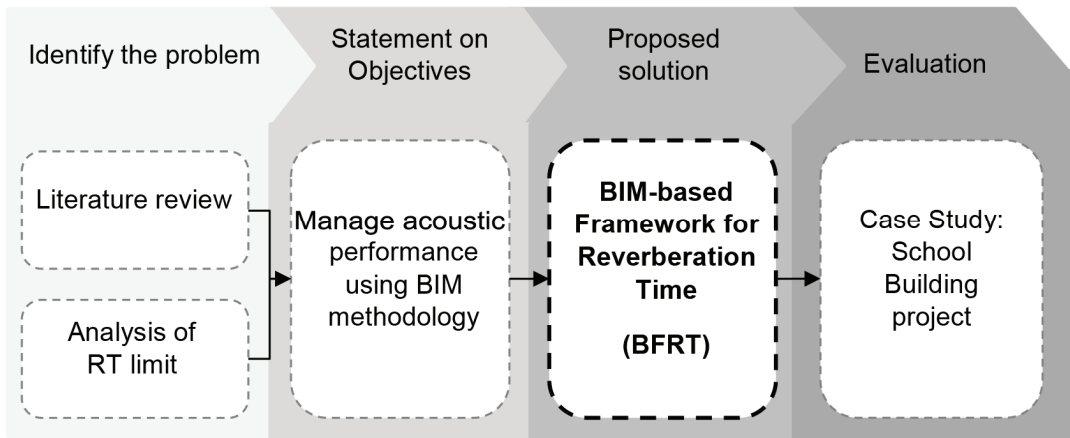 Identify the problem
Statement on
Objectives
Proposed
solution
Evaluation
Literature review
Analysis of
RT limit
Manage acoustic
performance
using BIM
methodology
BIM-based
Framework for
Reverberation
Time
(BFRT)
Case Study:
School
Building
project